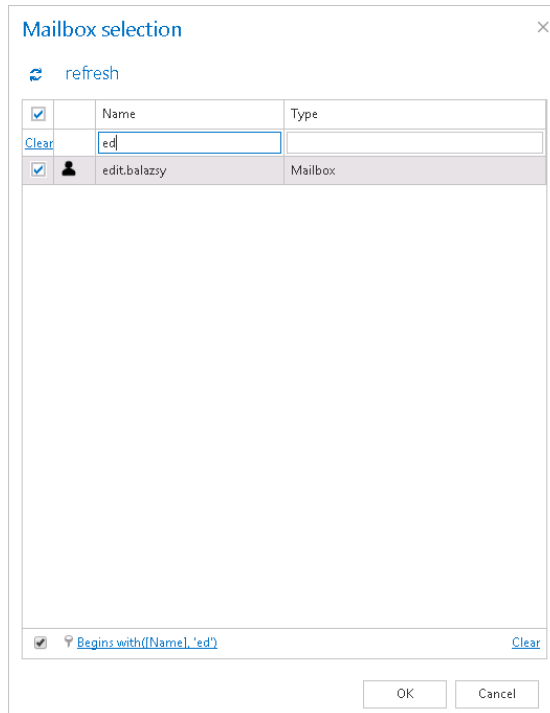 Mailbox selection
refresh
Name Type
Clear ed
edit.balazsy Mailbox
Begins with([Name], 'ed') Clear
OK Cancel